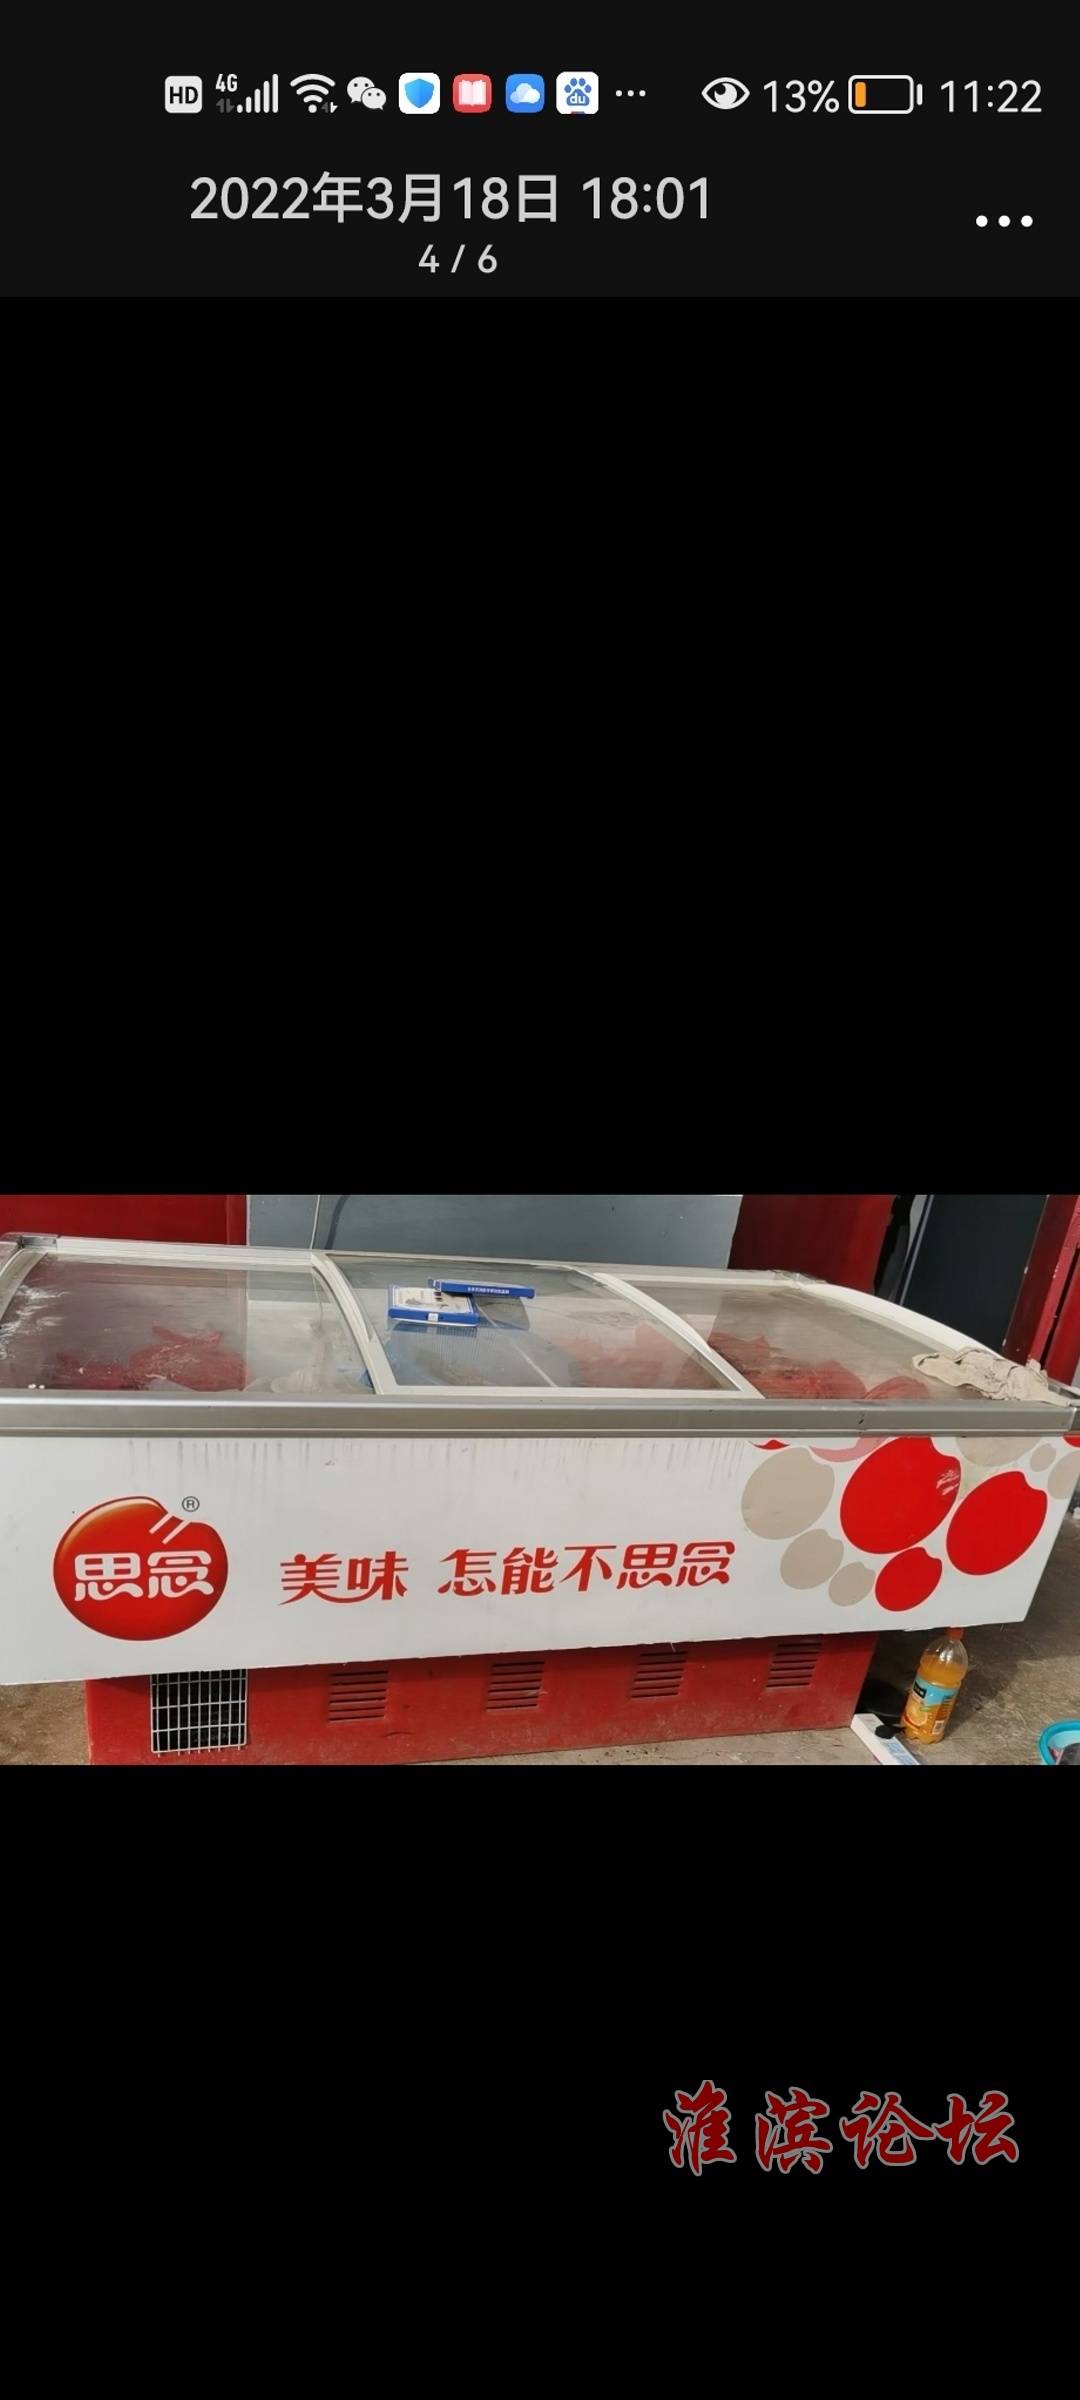 HD 4G du 13% 11:22
2022年3月18日 18:01
4 / 6
思念®
美味 怎能不思念
淮滨论坛